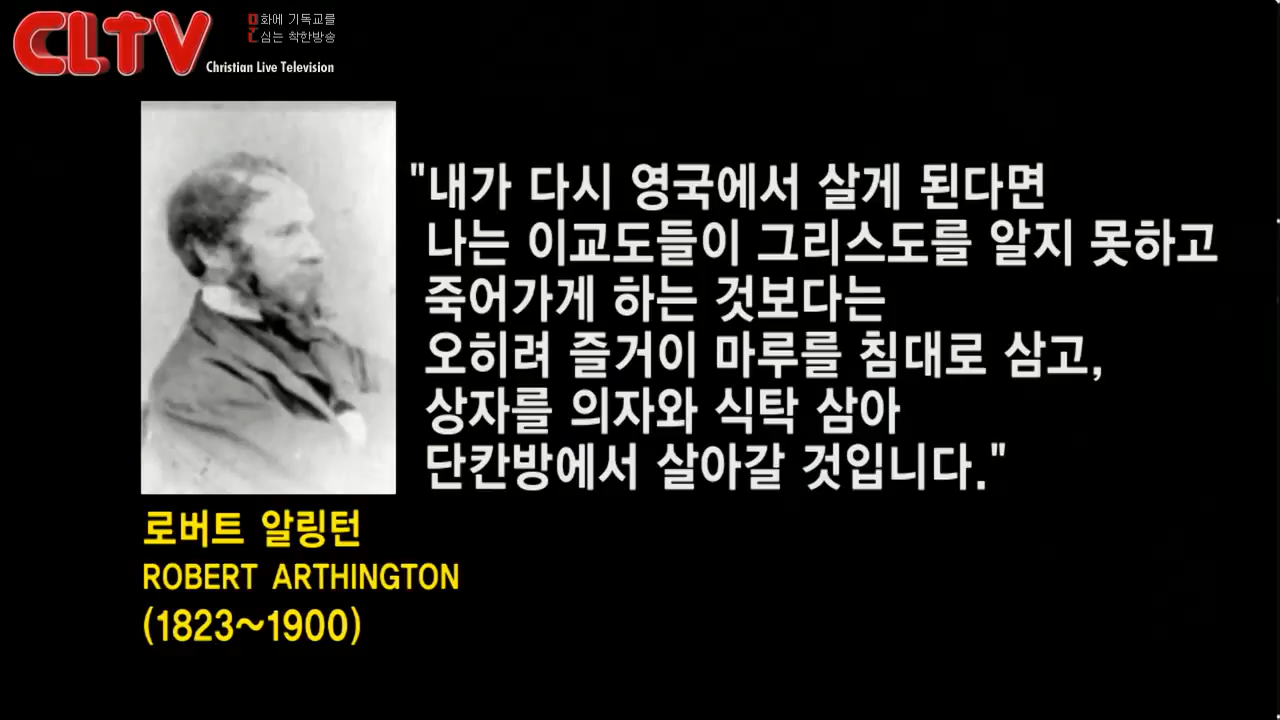 CLTV
문화에 기독교를
심는 착한방송
Christian Live Television
"내가 다시 영국에서 살게 된다면
나는 이교도들이 그리스도를 알지 못하고
죽어가게 하는 것보다는
오히려 즐거이 마루를 침대로 삼고,
상자를 의자와 식탁 삼아
단칸방에서 살아갈 것입니다."
로버트 알링턴
ROBERT ARTHINGTON
(1823~1900)